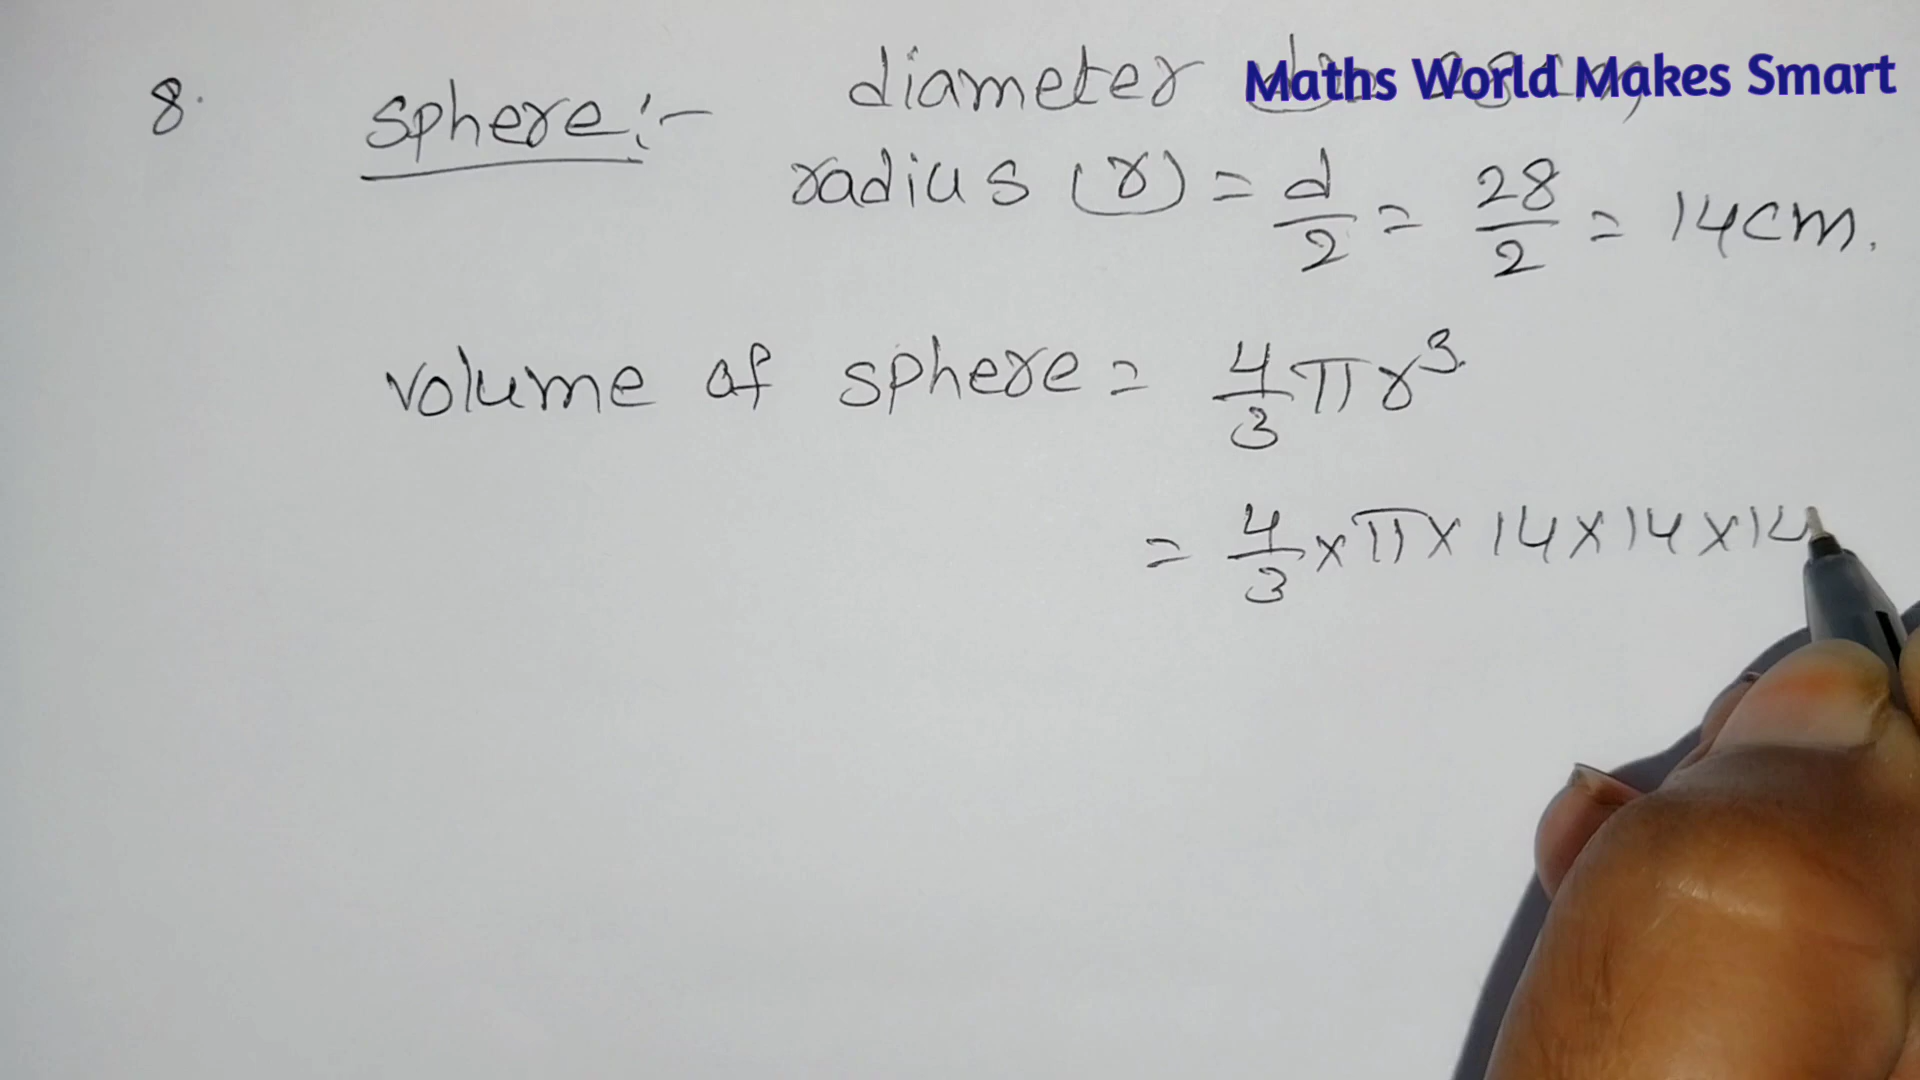 8. sphere:- diameter Maths World Makes Smart
radius (r) = d/2 = 28/2 = 14cm.
volume of sphere = 4/3 πr³
= 4/3 × π × 14 × 14 × 14